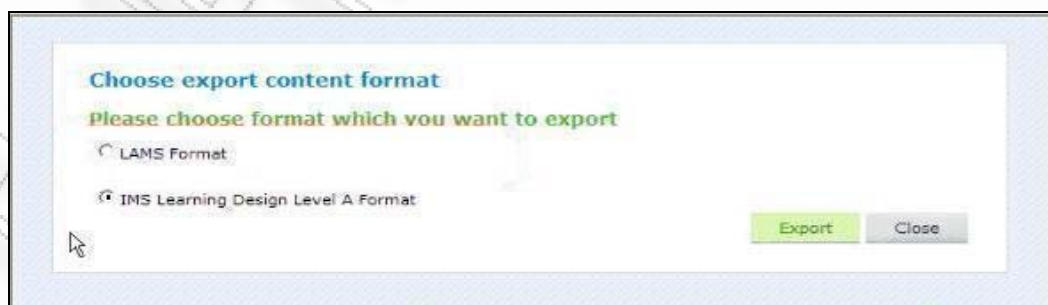 Choose export content format
Please choose format which you want to export
LAMS Format
IMS Learning Design Level A Format
Export Close